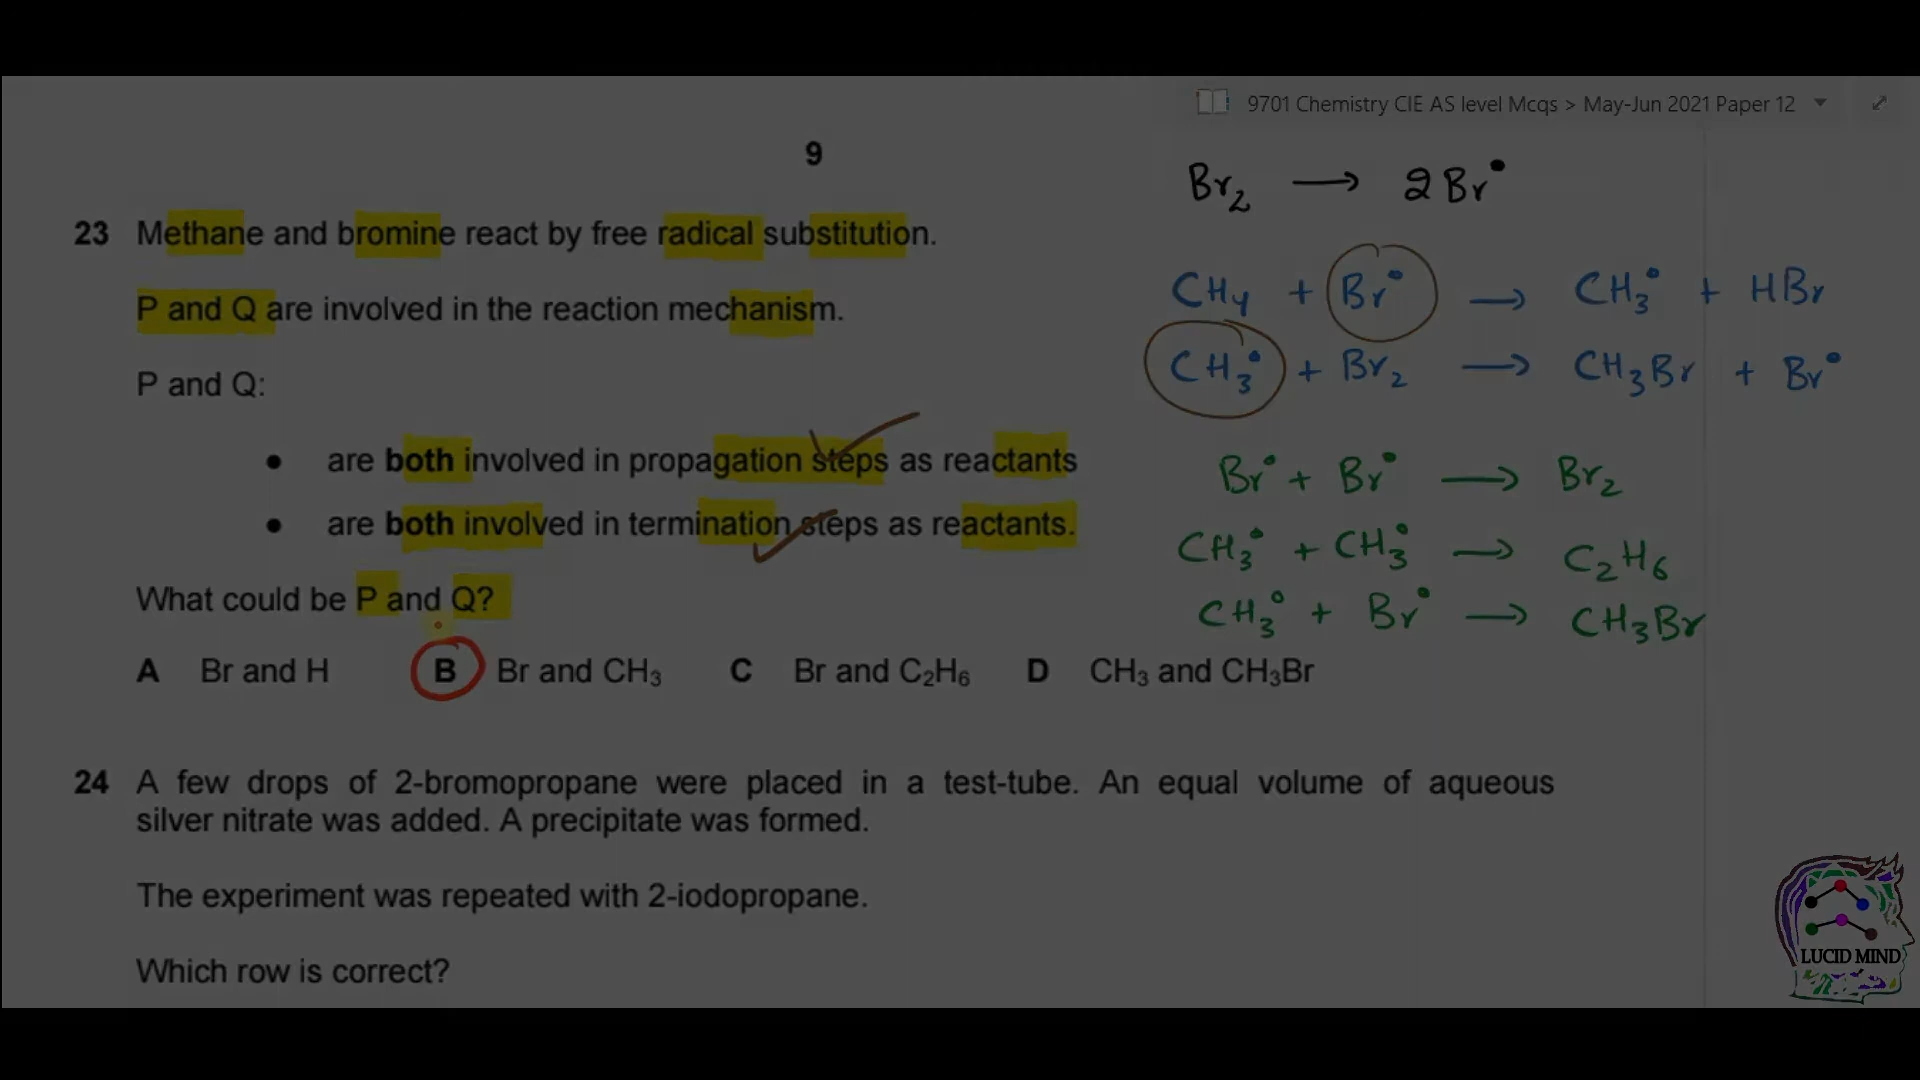 9701 Chemistry CIE AS level Mcqs > May-Jun 2021 Paper 12
9
Br₂ → 2Br•
23 Methane and bromine react by free radical substitution.
CH₄ + Br• → CH₃• + HBr
P and Q are involved in the reaction mechanism.
CH₃• + Br₂ → CH₃Br + Br•
P and Q:
• are both involved in propagation steps as reactants
Br• + Br• → Br₂
• are both involved in termination steps as reactants.
CH₃• + CH₃• → C₂H₆
What could be P and Q?
CH₃• + Br• → CH₃Br
A Br and H B Br and CH₃ C Br and C₂H₆ D CH₃ and CH₃Br
24 A few drops of 2-bromopropane were placed in a test-tube. An equal volume of aqueous
silver nitrate was added. A precipitate was formed.
The experiment was repeated with 2-iodopropane.
Which row is correct?
LUCID MIND